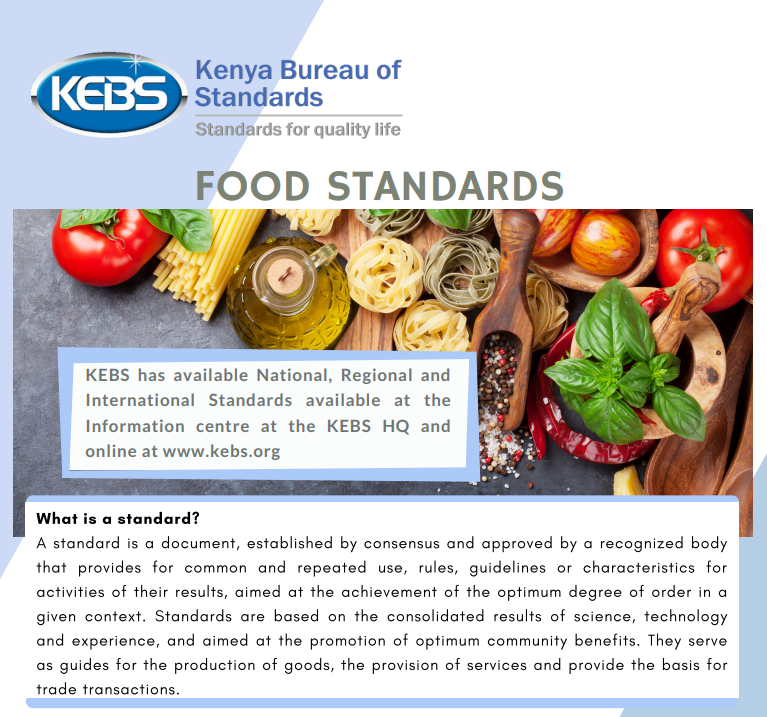 KEBS
Kenya Bureau of
Standards
Standards for quality life
FOOD STANDARDS
KEBS has available National, Regional and
International Standards available at the
Information centre at the KEBS HQ and
online at www.kebs.org
What is a standard?
A standard is a document, established by consensus and approved by a recognized body
that provides for common and repeated use, rules, guidelines or characteristics for
activities of their results, aimed at the achievement of the optimum degree of order in a
given context. Standards are based on the consolidated results of science, technology
and experience, and aimed at the promotion of optimum community benefits. They serve
as guides for the production of goods, the provision of services and provide the basis for
trade transactions.